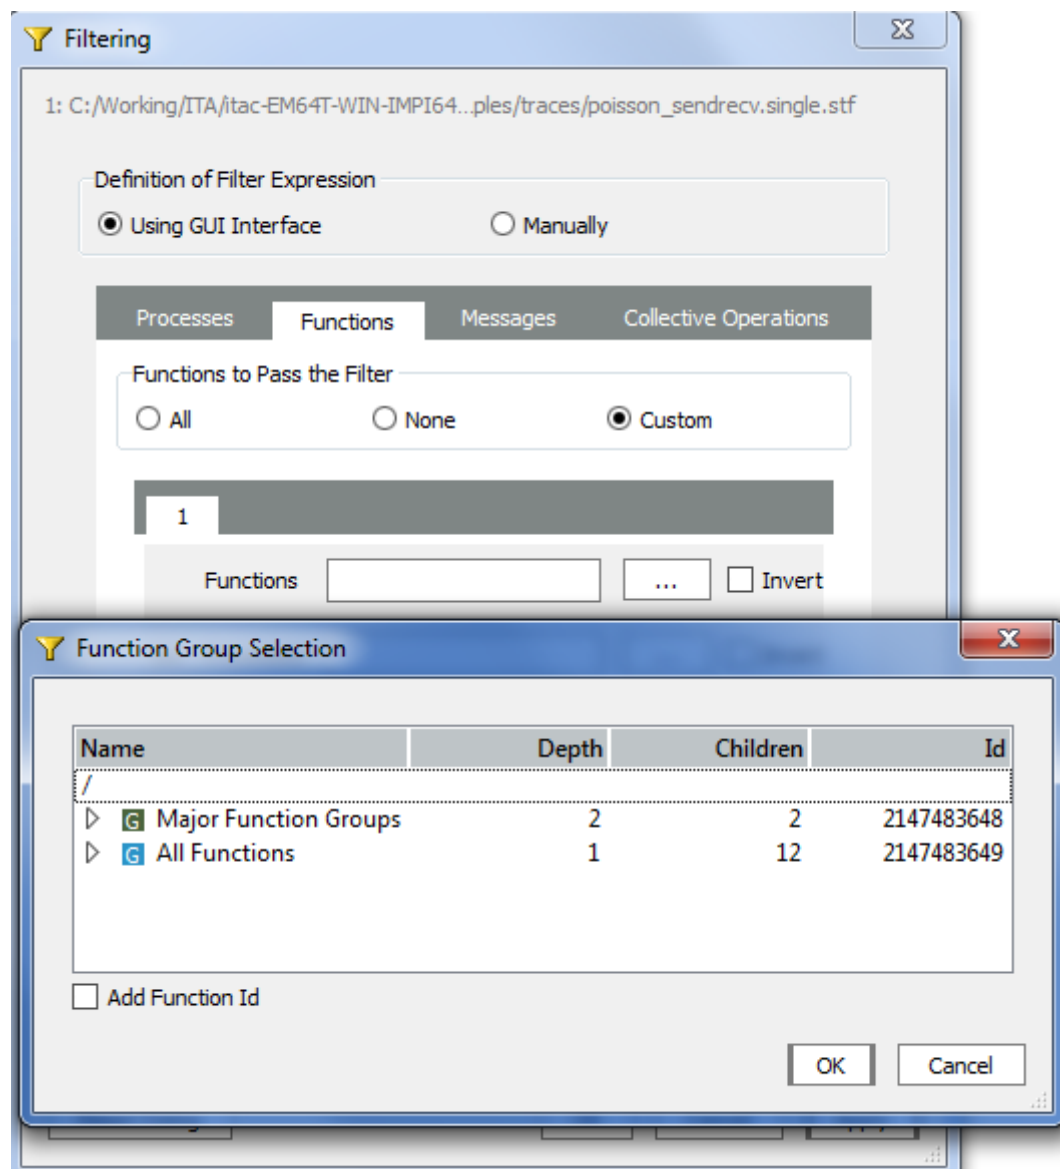 Filtering
1: C:/Working/ITA/itac-EM64T-WIN-IMPI64...ples/traces/poisson_sendrecv.single.stf
Definition of Filter Expression
Using GUI Interface Manually
Processes Functions Messages Collective Operations
Functions to Pass the Filter
All None Custom
1
Functions ... Invert
Function Group Selection
Name Depth Children Id
/
G Major Function Groups 2 2 2147483648
G All Functions 1 12 2147483649
Add Function Id
OK Cancel